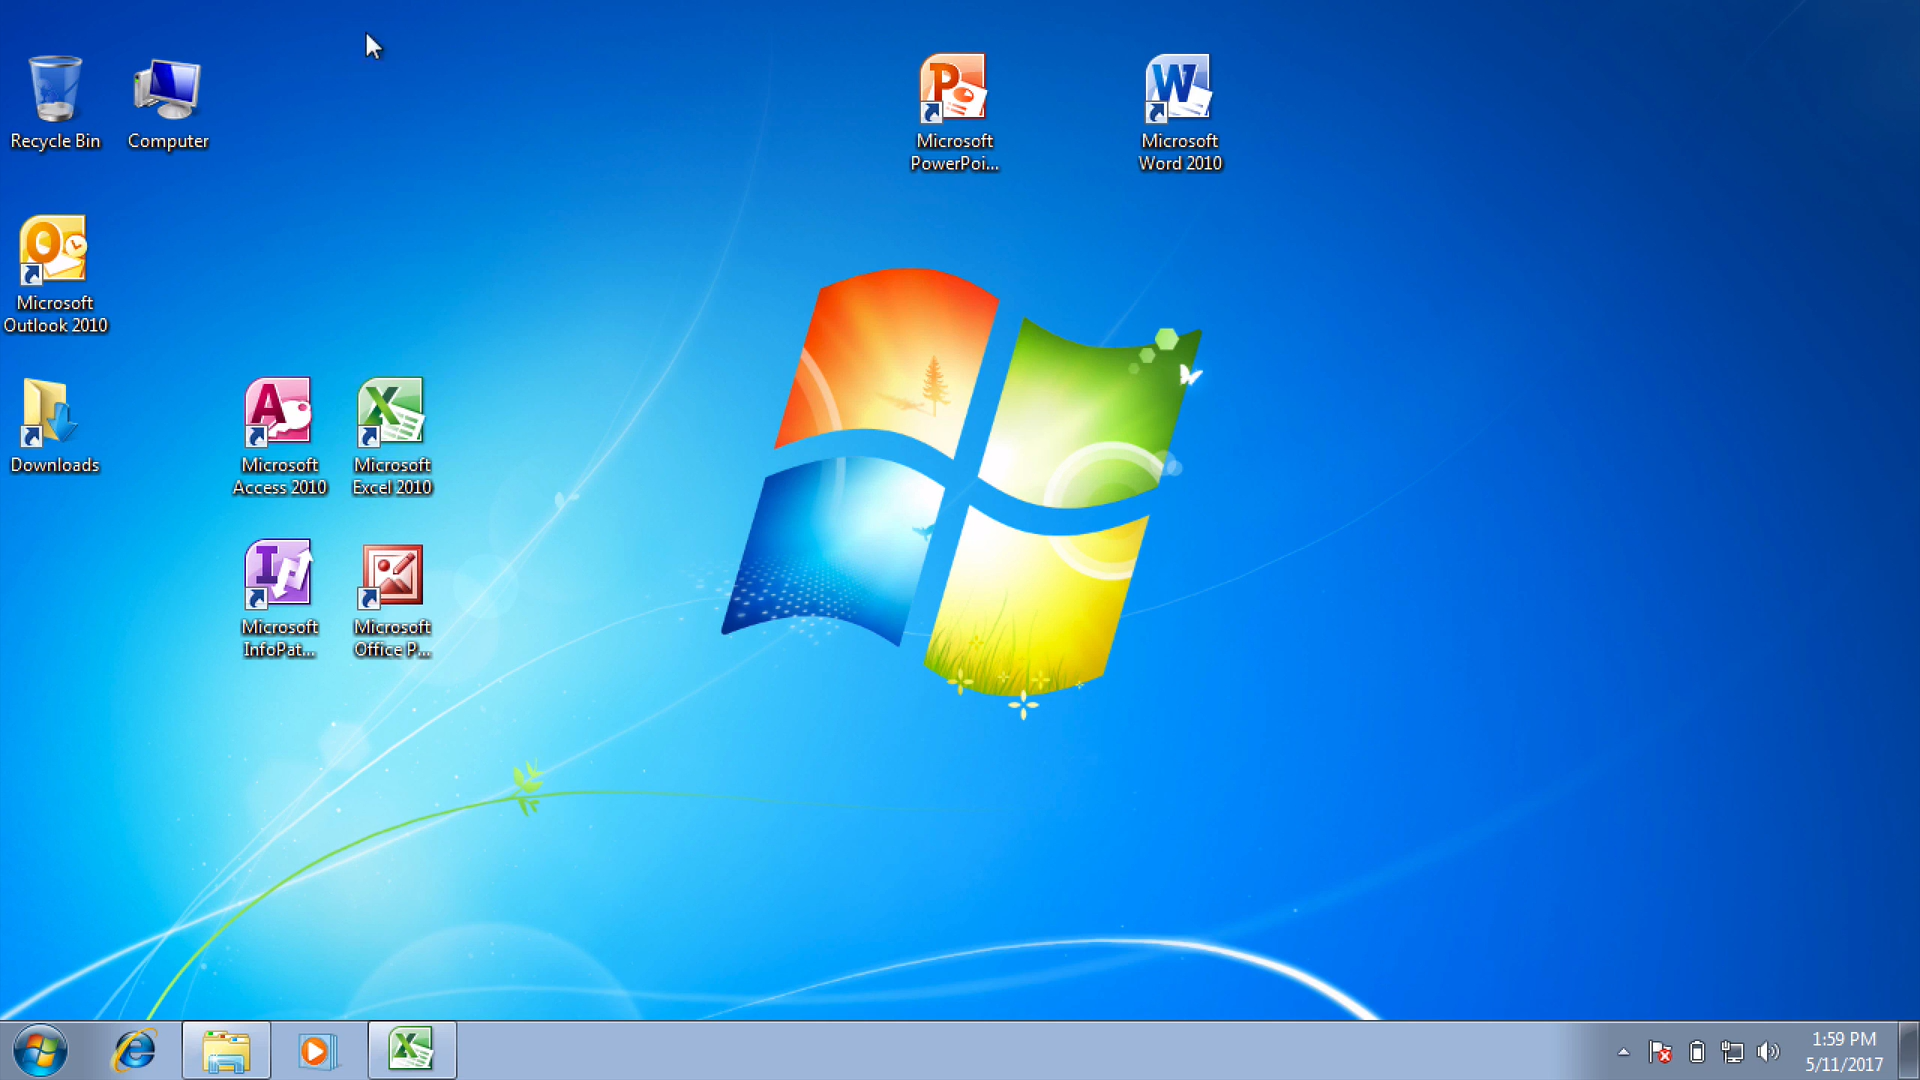 Recycle Bin
Computer
Microsoft
PowerPoi...
Microsoft
Word 2010
Microsoft
Outlook 2010
Downloads
Microsoft
Access 2010
Microsoft
Excel 2010
Microsoft
InfoPat...
Microsoft
Office P...
1:59 PM
5/11/2017